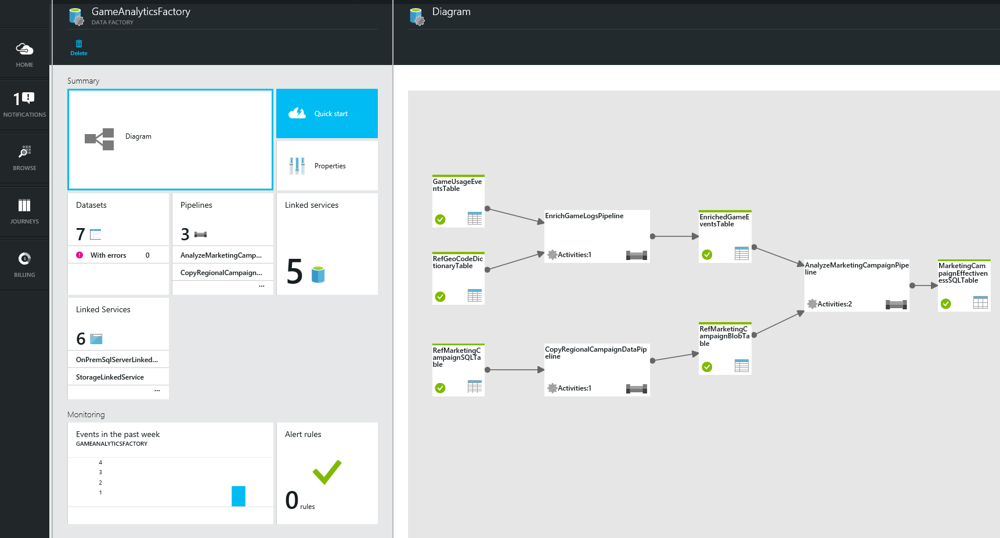 HOME
1
NOTIFICATIONS
BROWSE
JOURNEYS
BILLING
GameAnalyticsFactory
DATA FACTORY
Delete
Summary
Diagram
Quick start
Properties
Datasets
7
With errors 0
Pipelines
3
AnalyzeMarketingCamp...
CopyRegionalCampaign...
...
Linked services
5
Linked Services
6
OnPremSqlServerLinked...
StorageLinkedService
...
Monitoring
Events in the past week
GAMEANALYTICSFACTORY
4
3
2
1
Alert rules
0 rules
Diagram
GameUsageEve
ntsTable
RefGeoCodeDic
tionaryTable
RefMarketingC
ampaignSQLTa
ble
EnrichGameLogsPipeline
Activities:1
CopyRegionalCampaignDataPip
eline
Activities:1
EnrichedGameE
ventsTable
RefMarketingC
ampaignBlobTa
ble
AnalyzeMarketingCampaignPipe
line
Activities:2
MarketingCam
paignEffectiven
essSQLTable